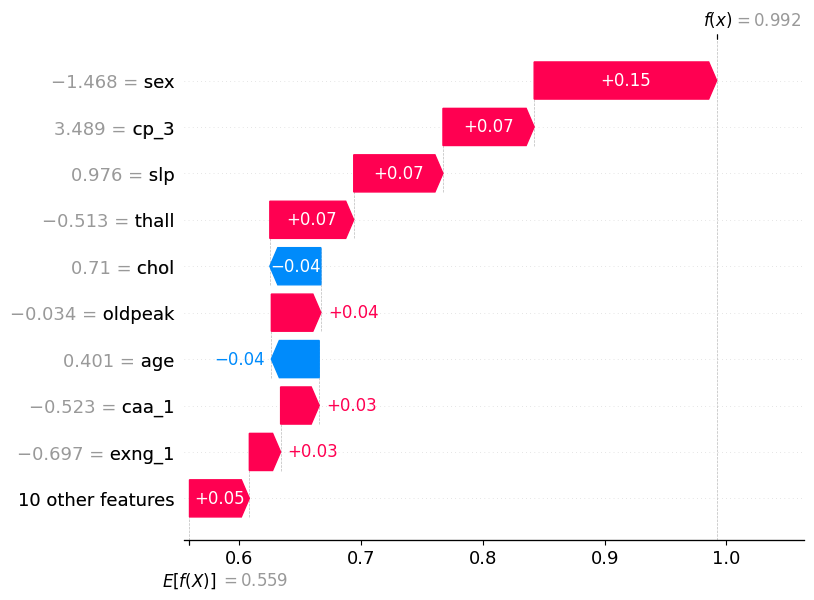 f(x) = 0.992
−1.468 = sex
+0.15
3.489 = cp_3
+0.07
0.976 = slp
+0.07
−0.513 = thall
+0.07
0.71 = chol
−0.04
−0.034 = oldpeak
+0.04
0.401 = age
−0.04
−0.523 = caa_1
+0.03
−0.697 = exng_1
+0.03
10 other features
+0.05
0.6 0.7 0.8 0.9 1.0
E[f(X)] = 0.559